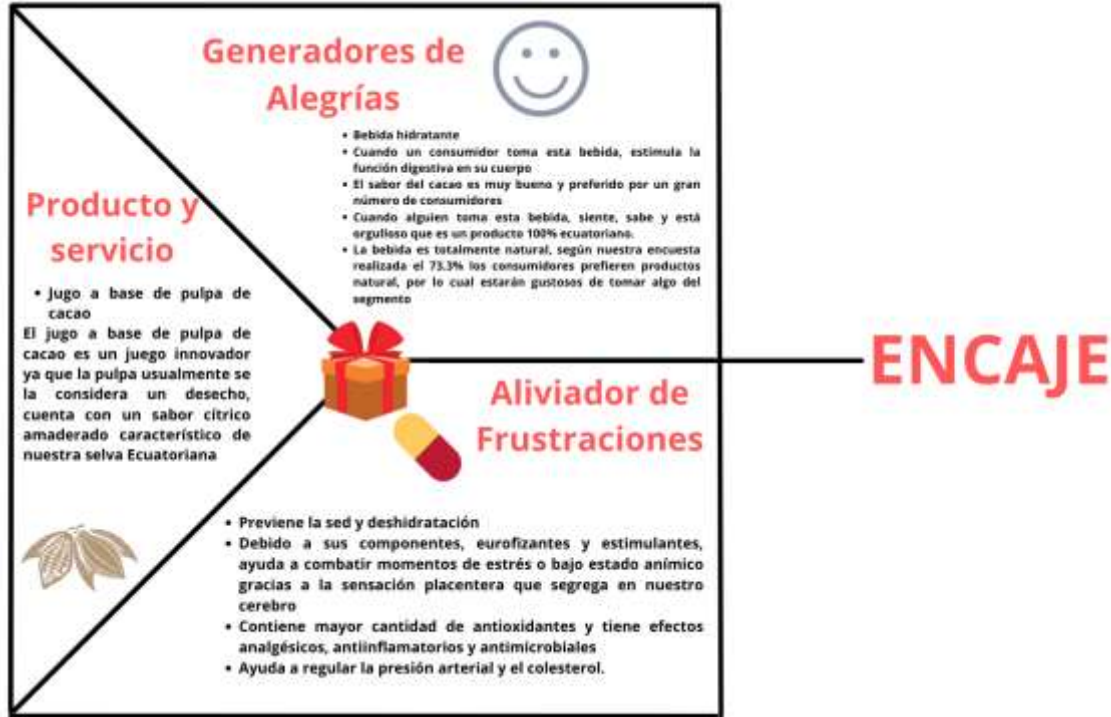 Generadores de
Alegrías
• Bebida hidratante
• Cuando un consumidor toma esta bebida, estimula la
función digestiva en su cuerpo
• El sabor del cacao es muy bueno y preferido por un gran
número de consumidores
• Cuando alguien toma esta bebida, siente, sabe y está
orgulloso que es un producto 100% ecuatoriano.
• La bebida es totalmente natural, según nuestra encuesta
realizada el 73.3% los consumidores prefieren productos
natural, por lo cual estarán gustosos de tomar algo del
segmento
Producto y
servicio
• Jugo a base de pulpa de
cacao
El jugo a base de pulpa de
cacao es un juego innovador
ya que la pulpa usualmente se
la considera un desecho,
cuenta con un sabor cítrico
amaderado característico de
nuestra selva Ecuatoriana
ENCAJE
Aliviador de
Frustraciones
• Previene la sed y deshidratación
• Debido a sus componentes, eurofizantes y estimulantes,
ayuda a combatir momentos de estrés o bajo estado anímico
gracias a la sensación placentera que segrega en nuestro
cerebro
• Contiene mayor cantidad de antioxidantes y tiene efectos
analgésicos, antiinflamatorios y antimicrobiales
• Ayuda a regular la presión arterial y el colesterol.